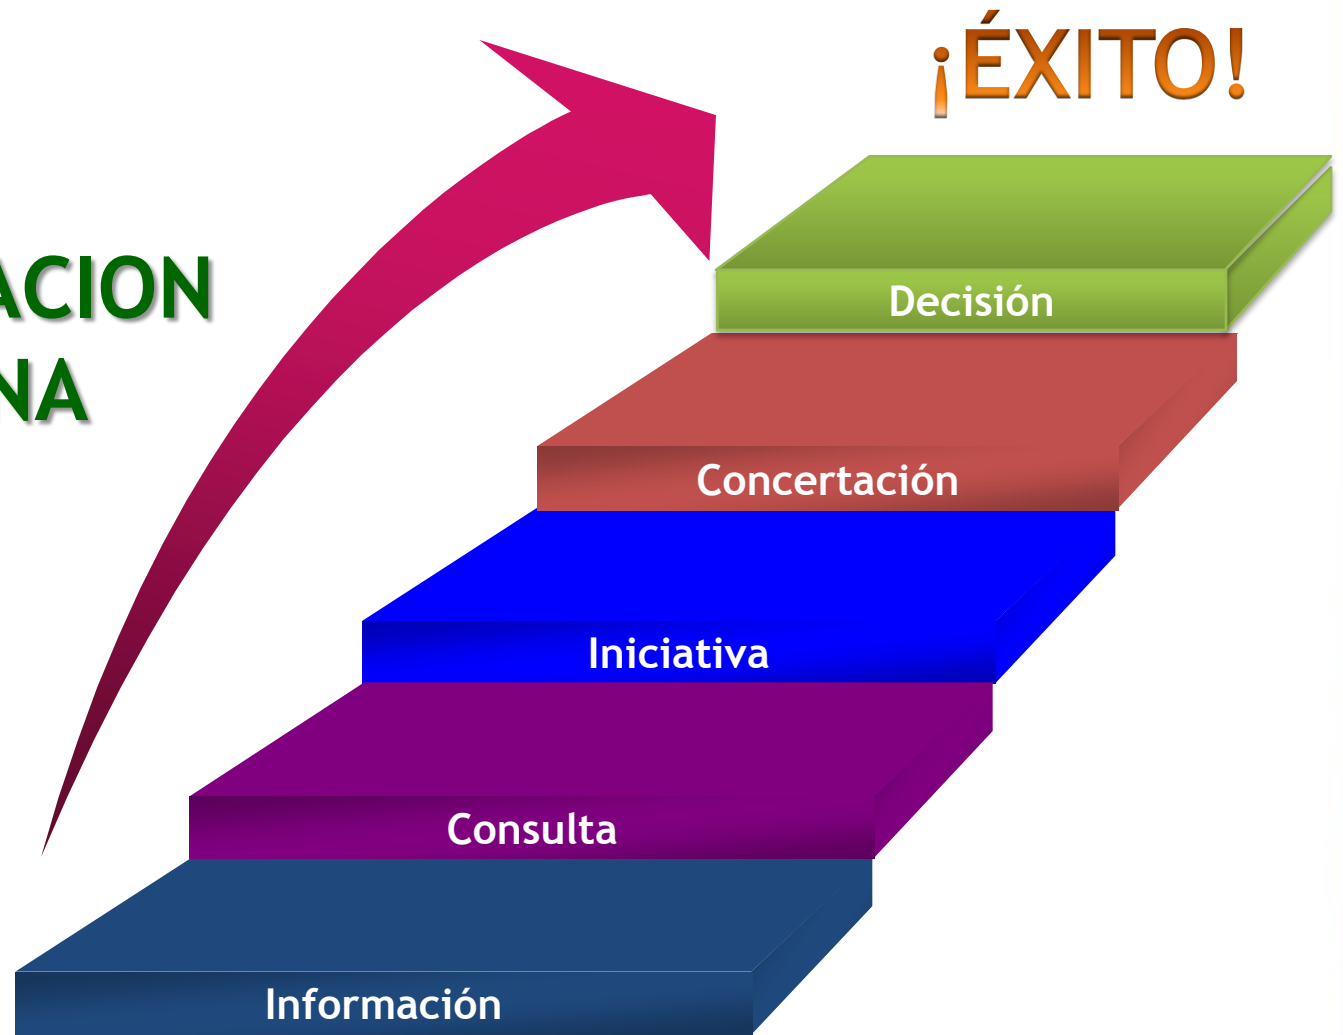 ¡ÉXITO!
ACION
NA
Decisión
Concertación
Iniciativa
Consulta
Información